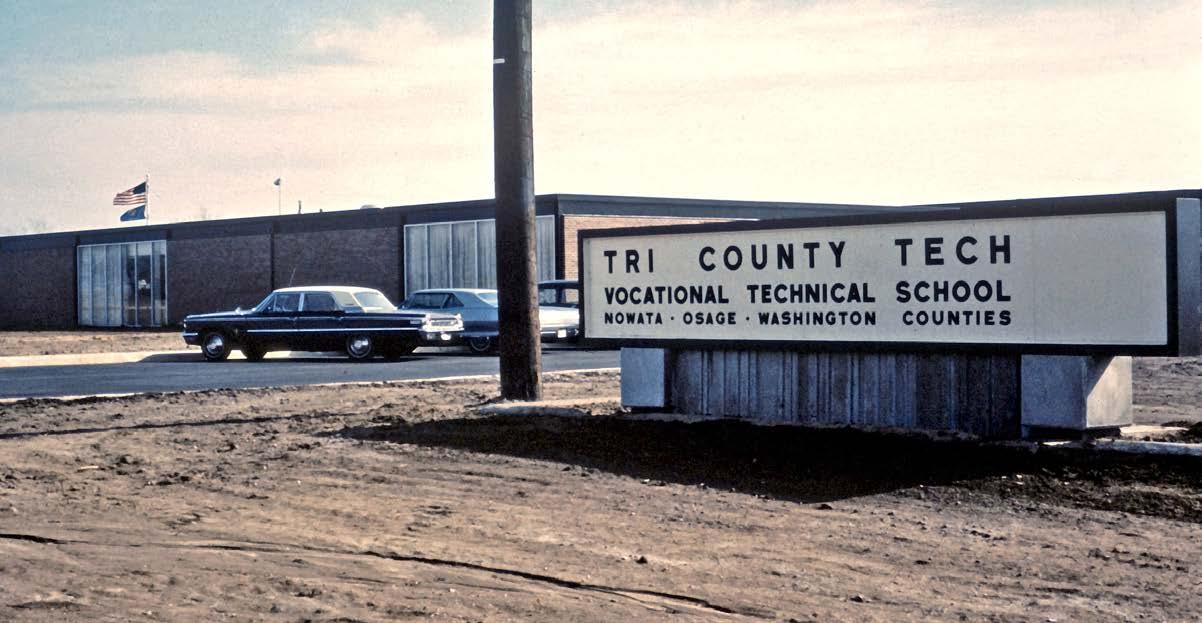 TRI COUNTY TECH
VOCATIONAL TECHNICAL SCHOOL
NOWATA · OSAGE · WASHINGTON COUNTIES